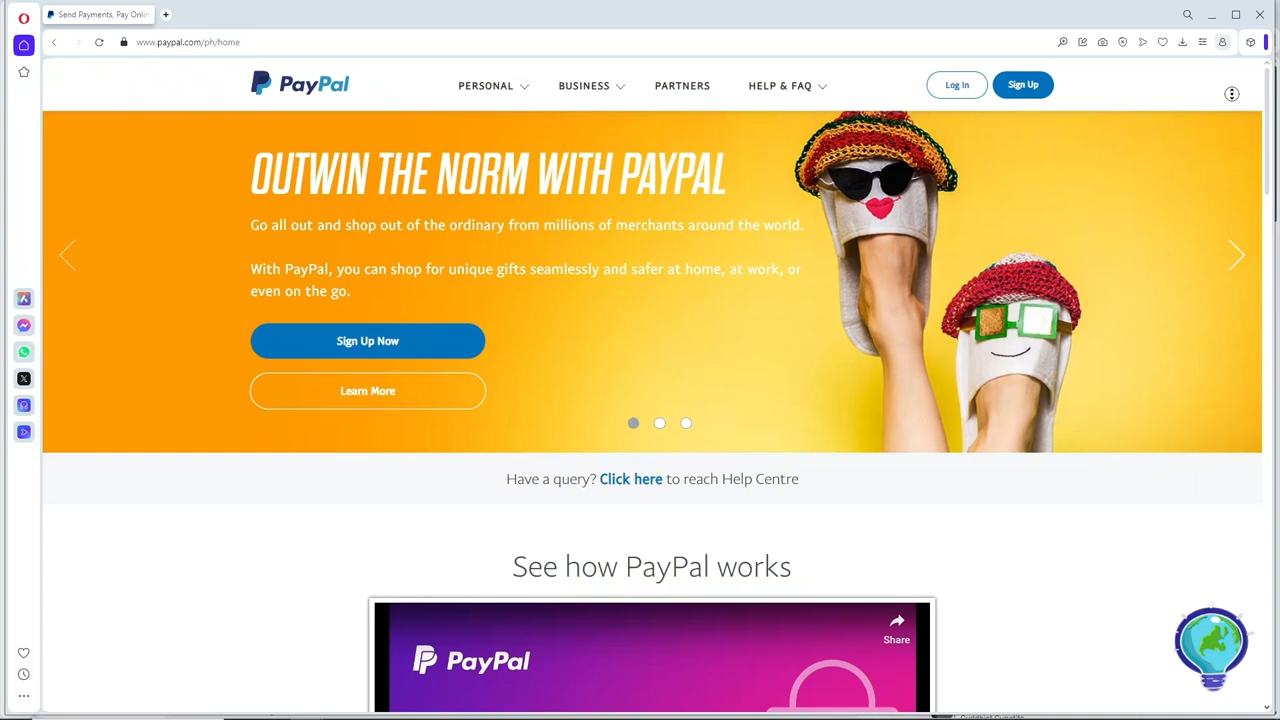 Send Payments, Pay Onlin
www.paypal.com/ph/home
PayPal
PERSONAL
BUSINESS
PARTNERS
HELP & FAQ
Log In
Sign Up
OUTWIN THE NORM WITH PAYPAL
Go all out and shop out of the ordinary from millions of merchants around the world.
With PayPal, you can shop for unique gifts seamlessly and safer at home, at work, or
even on the go.
Sign Up Now
Learn More
Have a query? Click here to reach Help Centre
See how PayPal works
Share
PayPal